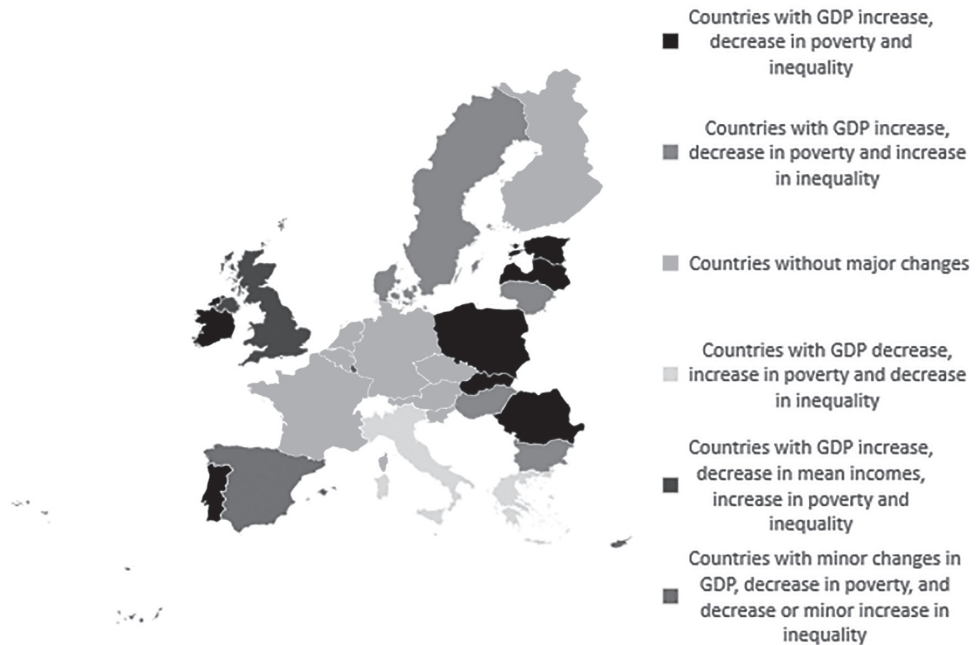 Countries with GDP increase,
decrease in poverty and
inequality
Countries with GDP increase,
decrease in poverty and increase
in inequality
Countries without major changes
Countries with GDP decrease,
increase in poverty and decrease
in inequality
Countries with GDP increase,
decrease in mean incomes,
increase in poverty and
inequality
Countries with minor changes in
GDP, decrease in poverty, and
decrease or minor increase in
inequality